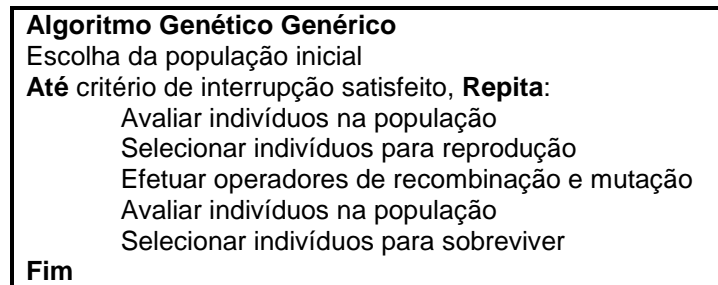 Algoritmo Genético Genérico
Escolha da população inicial
Até critério de interrupção satisfeito, Repita:
Avaliar indivíduos na população
Selecionar indivíduos para reprodução
Efetuar operadores de recombinação e mutação
Avaliar indivíduos na população
Selecionar indivíduos para sobreviver
Fim